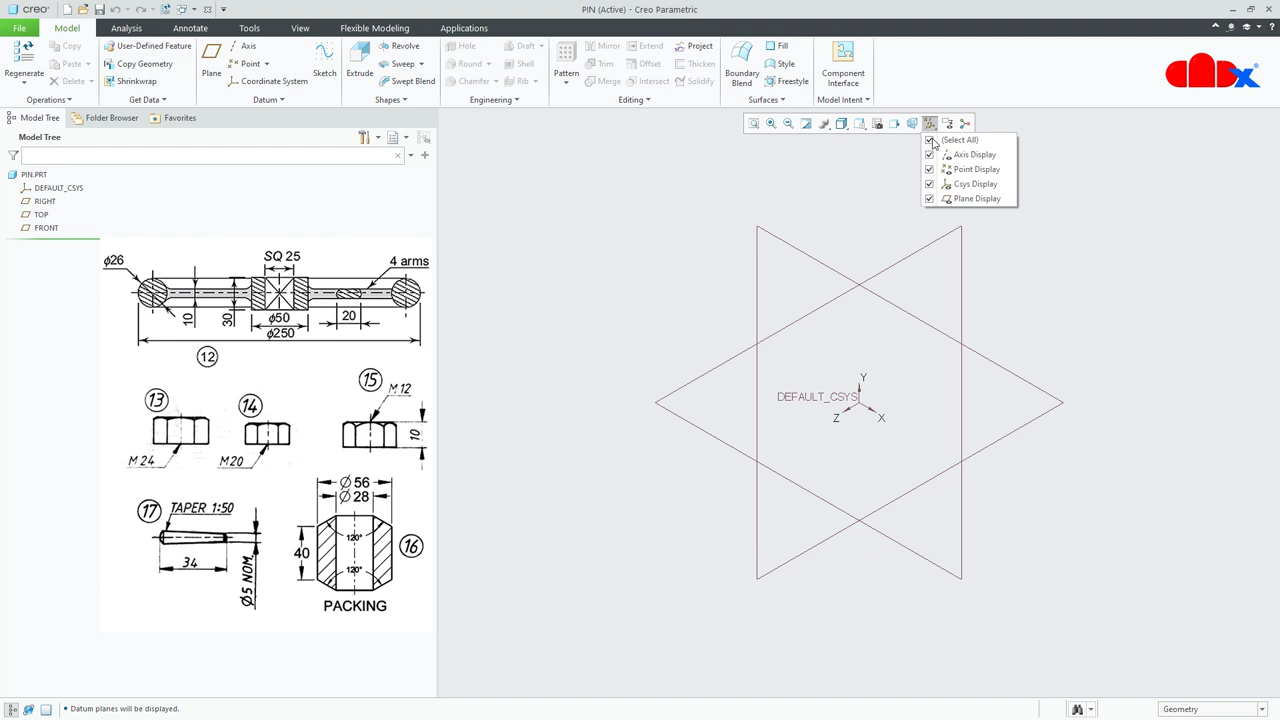 creo
PIN (Active) - Creo Parametric
File
Model
Analysis
Annotate
Tools
View
Flexible Modeling
Applications
Regenerate
Copy
Paste
Delete
Operations
User-Defined Feature
Copy Geometry
Shrinkwrap
Get Data
Plane
Axis
Point
Coordinate System
Sketch
Datum
Extrude
Revolve
Sweep
Swept Blend
Shapes
Hole
Round
Chamfer
Draft
Shell
Rib
Engineering
Pattern
Mirror
Trim
Merge
Extend
Offset
Intersect
Project
Thicken
Solidify
Editing
Boundary Blend
Fill
Style
Freestyle
Surfaces
Component Interface
Model Intent
CADX
Model Tree
Folder Browser
Favorites
Model Tree
PIN.PRT
DEFAULT_CSYS
RIGHT
TOP
FRONT
(Select All)
Axis Display
Point Display
Csys Display
Plane Display
ϕ26
SQ 25
4 arms
10
30
ϕ50
20
ϕ250
12
13
M 24
14
M20
15
M 12
10
17
TAPER 1:50
34
Ø5 NOM.
Ø 56
Ø 28
120°
40
120°
16
PACKING
DEFAULT_CSYS
Y
Z
X
• Datum planes will be displayed.
Geometry